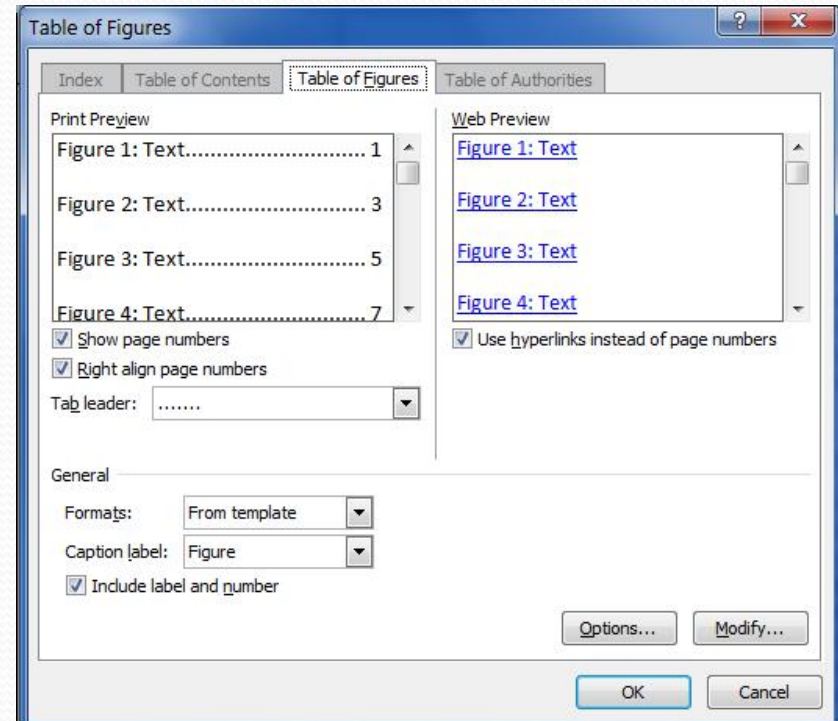 Table of Figures
Index
Table of Contents
Table of Figures
Table of Authorities
Print Preview
Figure 1: Text.............................. 1
Figure 2: Text.............................. 3
Figure 3: Text.............................. 5
Figure 4: Text.............................. 7
Show page numbers
Right align page numbers
Tab leader: .......
Web Preview
Figure 1: Text
Figure 2: Text
Figure 3: Text
Figure 4: Text
Use hyperlinks instead of page numbers
General
Formats: From template
Caption label: Figure
Include label and number
Options...
Modify...
OK
Cancel